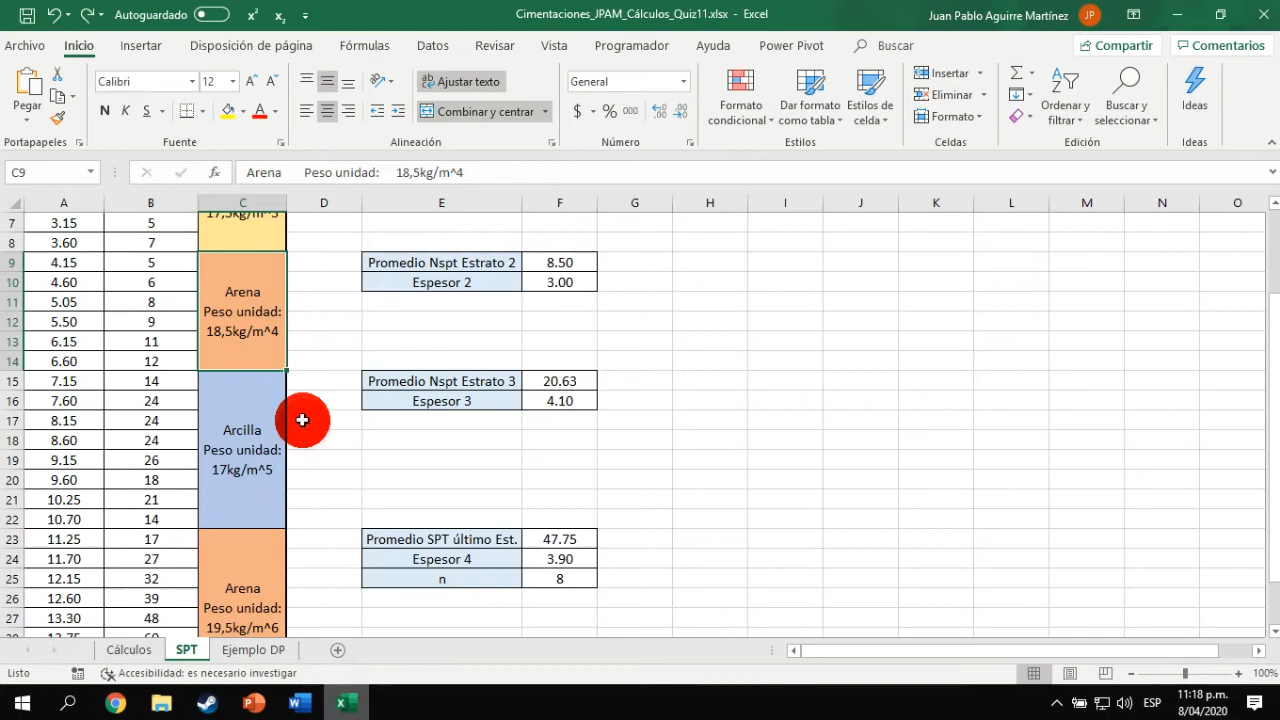 Autoguardado
Cimentaciones_JPAM_Cálculos_Quiz11.xlsx - Excel
Juan Pablo Aguirre Martínez JP
Archivo Inicio Insertar Disposición de página Fórmulas Datos Revisar Vista Programador Ayuda Power Pivot Buscar Compartir Comentarios
Pegar
Calibri 12
N K S
Ajustar texto
Combinar y centrar
General
$ % 000
Formato condicional
Dar formato como tabla
Estilos de celda
Insertar
Eliminar
Formato
Ordenar y filtrar
Buscar y seleccionar
Ideas
Portapapeles Fuente Alineación Número Estilos Celdas Edición Ideas
C9 fx Arena Peso unidad: 18,5kg/m^4
A B C D E F G H I J K L M N O
7 3.15 5 17,5kg/m^3
8 3.60 7
9 4.15 5 Promedio Nspt Estrato 2 8.50
10 4.60 6 Espesor 2 3.00
11 5.05 8
12 5.50 9
13 6.15 11
14 6.60 12
Arena
Peso unidad:
18,5kg/m^4
15 7.15 14 Promedio Nspt Estrato 3 20.63
16 7.60 24 Espesor 3 4.10
17 8.15 24
18 8.60 24
19 9.15 26
20 9.60 18
21 10.25 21
22 10.70 14
Arcilla
Peso unidad:
17kg/m^5
23 11.25 17 Promedio SPT último Est. 47.75
24 11.70 27 Espesor 4 3.90
25 12.15 32 n 8
26 12.60 39
27 13.30 48
28 13.75 60
Arena
Peso unidad:
19,5kg/m^6
Cálculos SPT Ejemplo DP
Listo Accesibilidad: es necesario investigar 100%
ESP
11:18 p.m.
8/04/2020